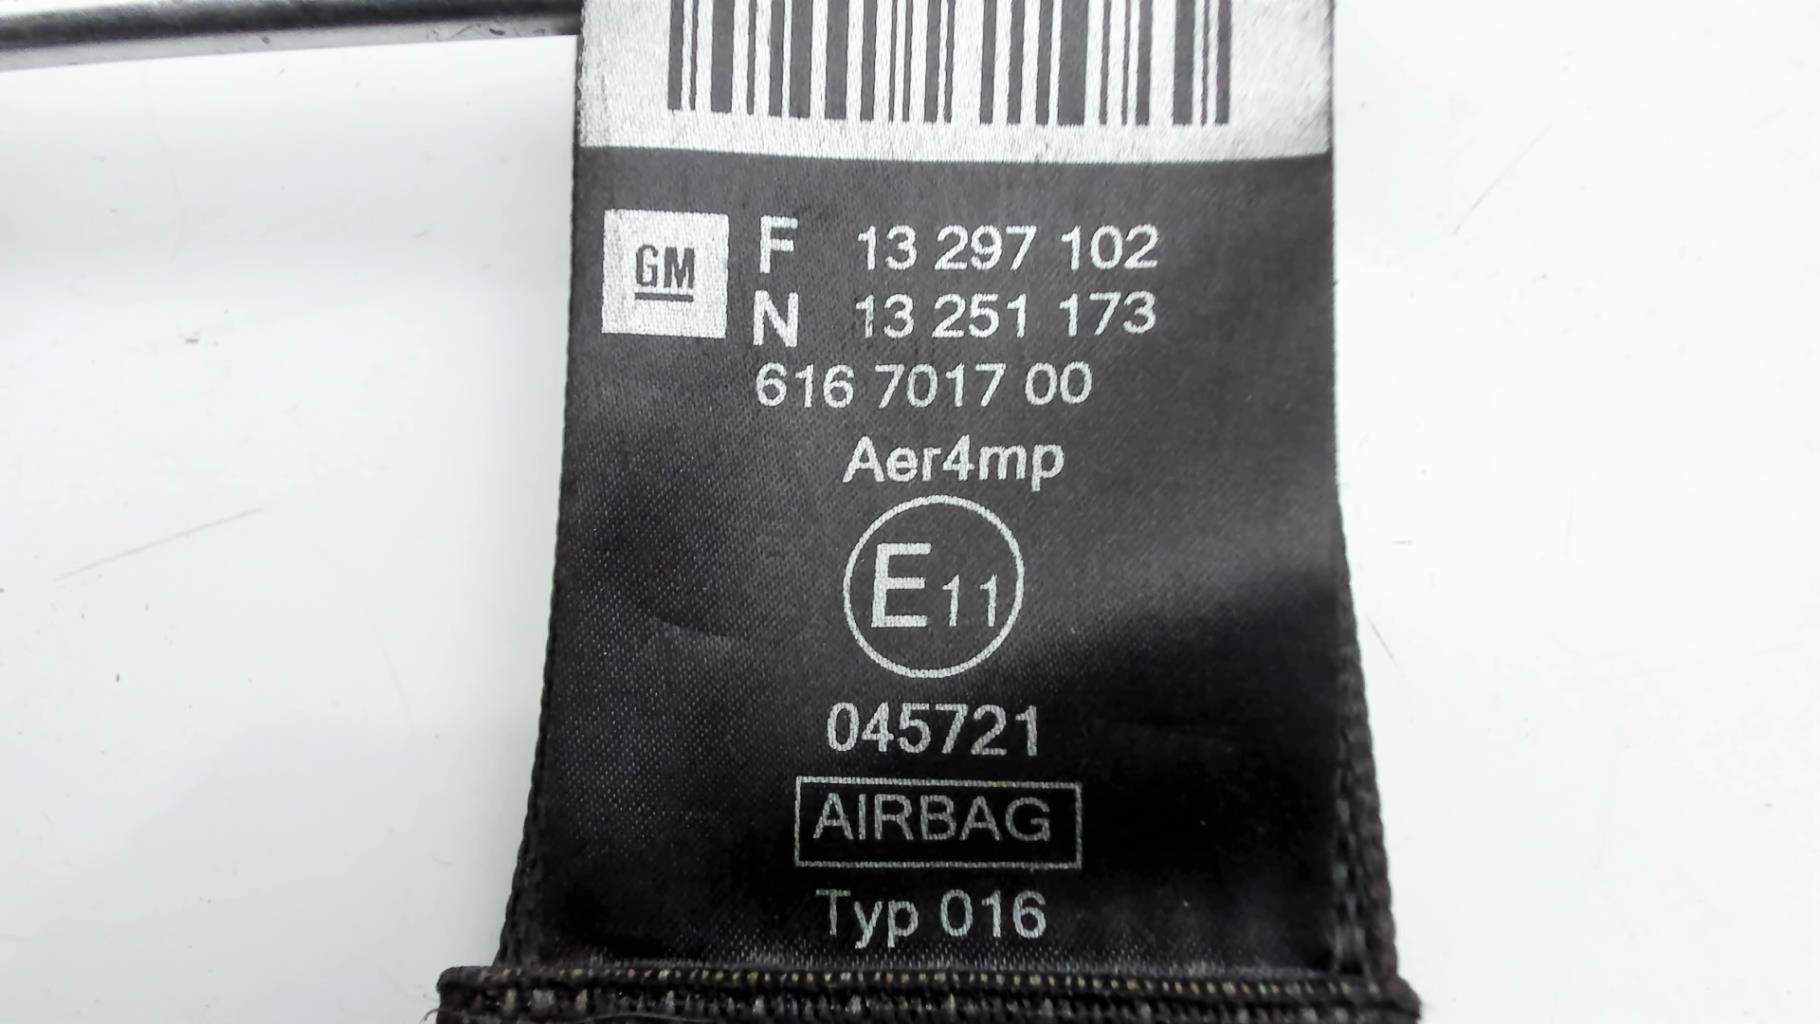 GM F 13 297 102
N 13 251 173
616 7017 00
Aer4mp
E11
045721
AIRBAG
Typ 016